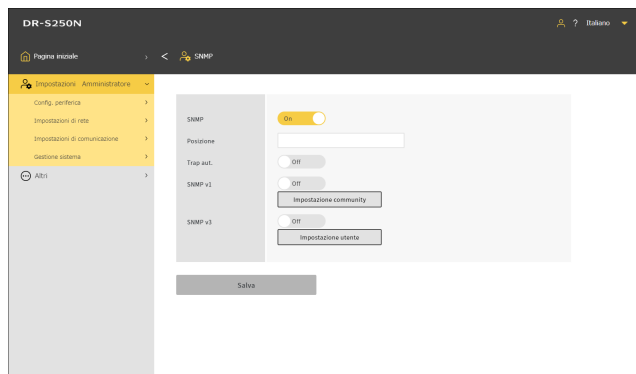 DR-S250N
? Italiano
Pagina iniziale
SNMP
Impostazioni Amministratore
Config. periferica
Impostazioni di rete
Impostazioni di comunicazione
Gestione sistema
Altri
SNMP On
Posizione
Trap aut. Off
SNMP v1 Off
Impostazione community
SNMP v3 Off
Impostazione utente
Salva